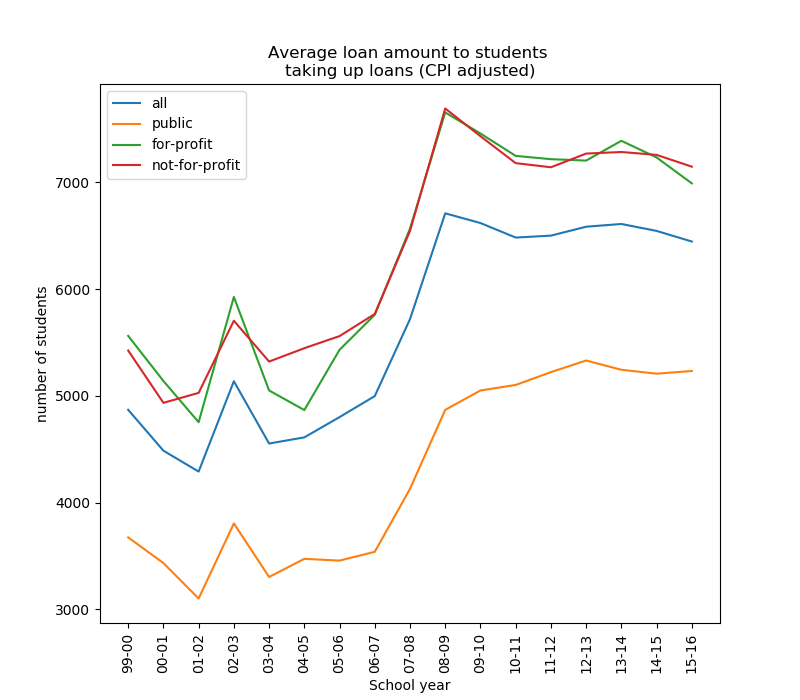 Average loan amount to students
taking up loans (CPI adjusted)
all
public
for-profit
not-for-profit
number of students
7000
6000
5000
4000
3000
99-00
00-01
01-02
02-03
03-04
04-05
05-06
06-07
07-08
08-09
09-10
10-11
11-12
12-13
13-14
14-15
15-16
School year